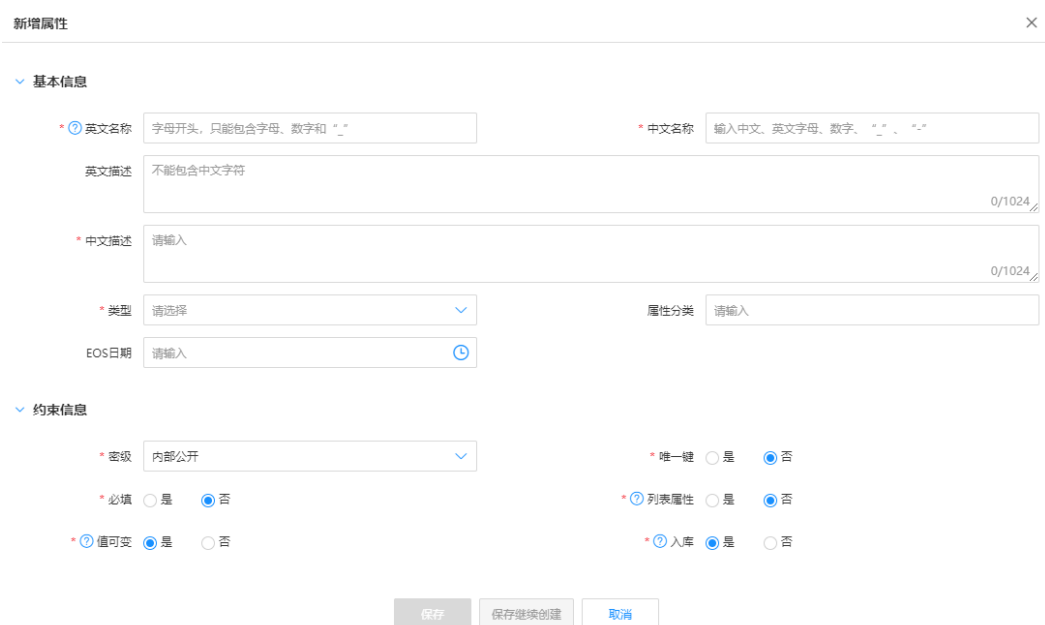 新增属性
基本信息
* 英文名称 字母开头，只能包含字母、数字和“_” * 中文名称 输入中文、英文字母、数字、“_”、“-”
英文描述 不能包含中文字符
0/1024
* 中文描述 请输入
0/1024
* 类型 请选择 属性分类 请输入
EOS日期 请输入
约束信息
* 密级 内部公开 * 唯一键 是 否
* 必填 是 否 * 列表属性 是 否
* 值可变 是 否 * 入库 是 否
保存 保存继续创建 取消